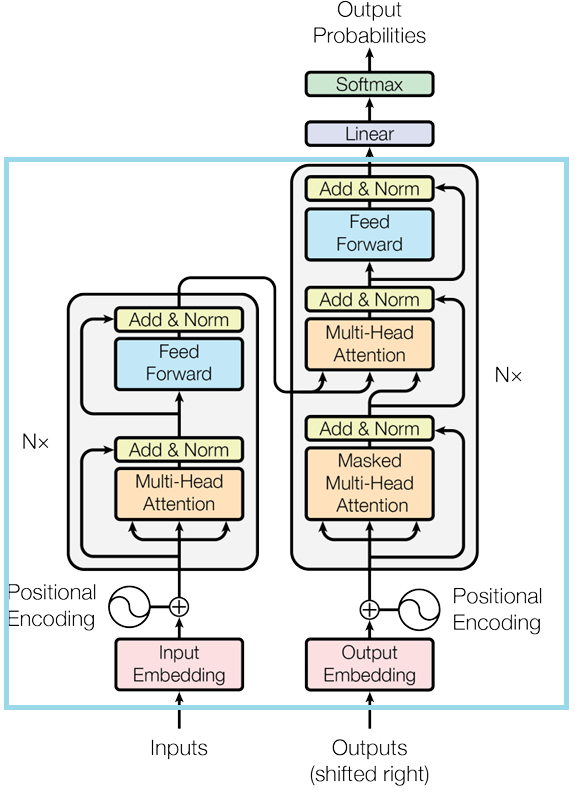 Output
Probabilities
Softmax
Linear
Add & Norm
Feed
Forward
Add & Norm
Multi-Head
Attention
Add & Norm
Masked
Multi-Head
Attention
N×
Add & Norm
Feed
Forward
Add & Norm
Multi-Head
Attention
N×
Positional
Encoding
Positional
Encoding
Input
Embedding
Output
Embedding
Inputs
Outputs
(shifted right)